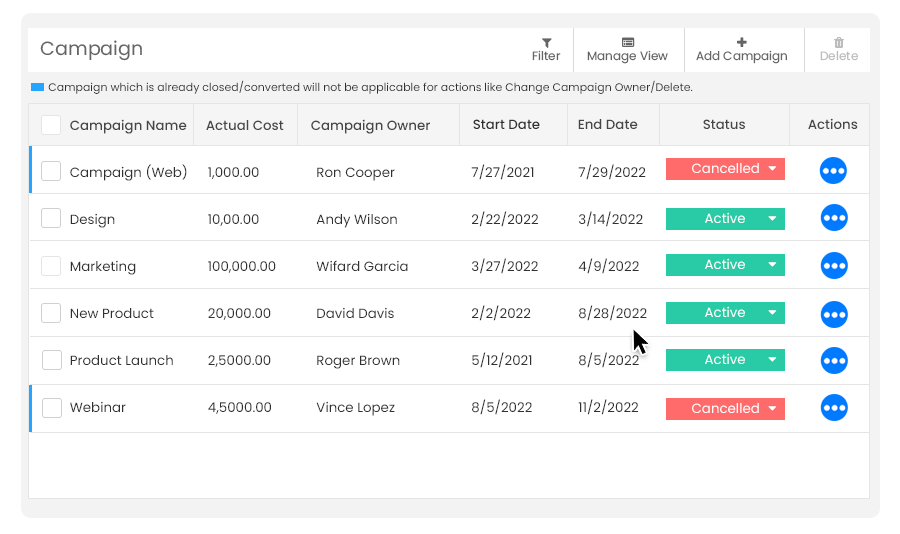 Campaign
Filter
Manage View
Add Campaign
Delete
Campaign which is already closed/converted will not be applicable for actions like Change Campaign Owner/Delete.
Campaign Name Actual Cost Campaign Owner Start Date End Date Status Actions
Campaign (Web) 1,000.00 Ron Cooper 7/27/2021 7/29/2022 Cancelled
Design 10,00.00 Andy Wilson 2/22/2022 3/14/2022 Active
Marketing 100,000.00 Wifard Garcia 3/27/2022 4/9/2022 Active
New Product 20,000.00 David Davis 2/2/2022 8/28/2022 Active
Product Launch 2,5000.00 Roger Brown 5/12/2021 8/5/2022 Active
Webinar 4,5000.00 Vince Lopez 8/5/2022 11/2/2022 Cancelled